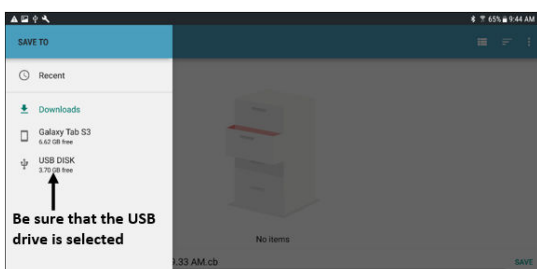 65% 9:44 AM
SAVE TO
Recent
Downloads
Galaxy Tab S3
6.62 GB free
USB DISK
3.70 GB free
Be sure that the USB
drive is selected
No items
9.33 AM.cb
SAVE